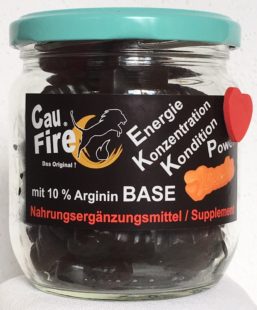 Cau
Fire®
Das Original !
Energie
Konzentration
Kondition
Power
mit 10 % Arginin BASE
Nahrungsergänzungsmittel / Supplement